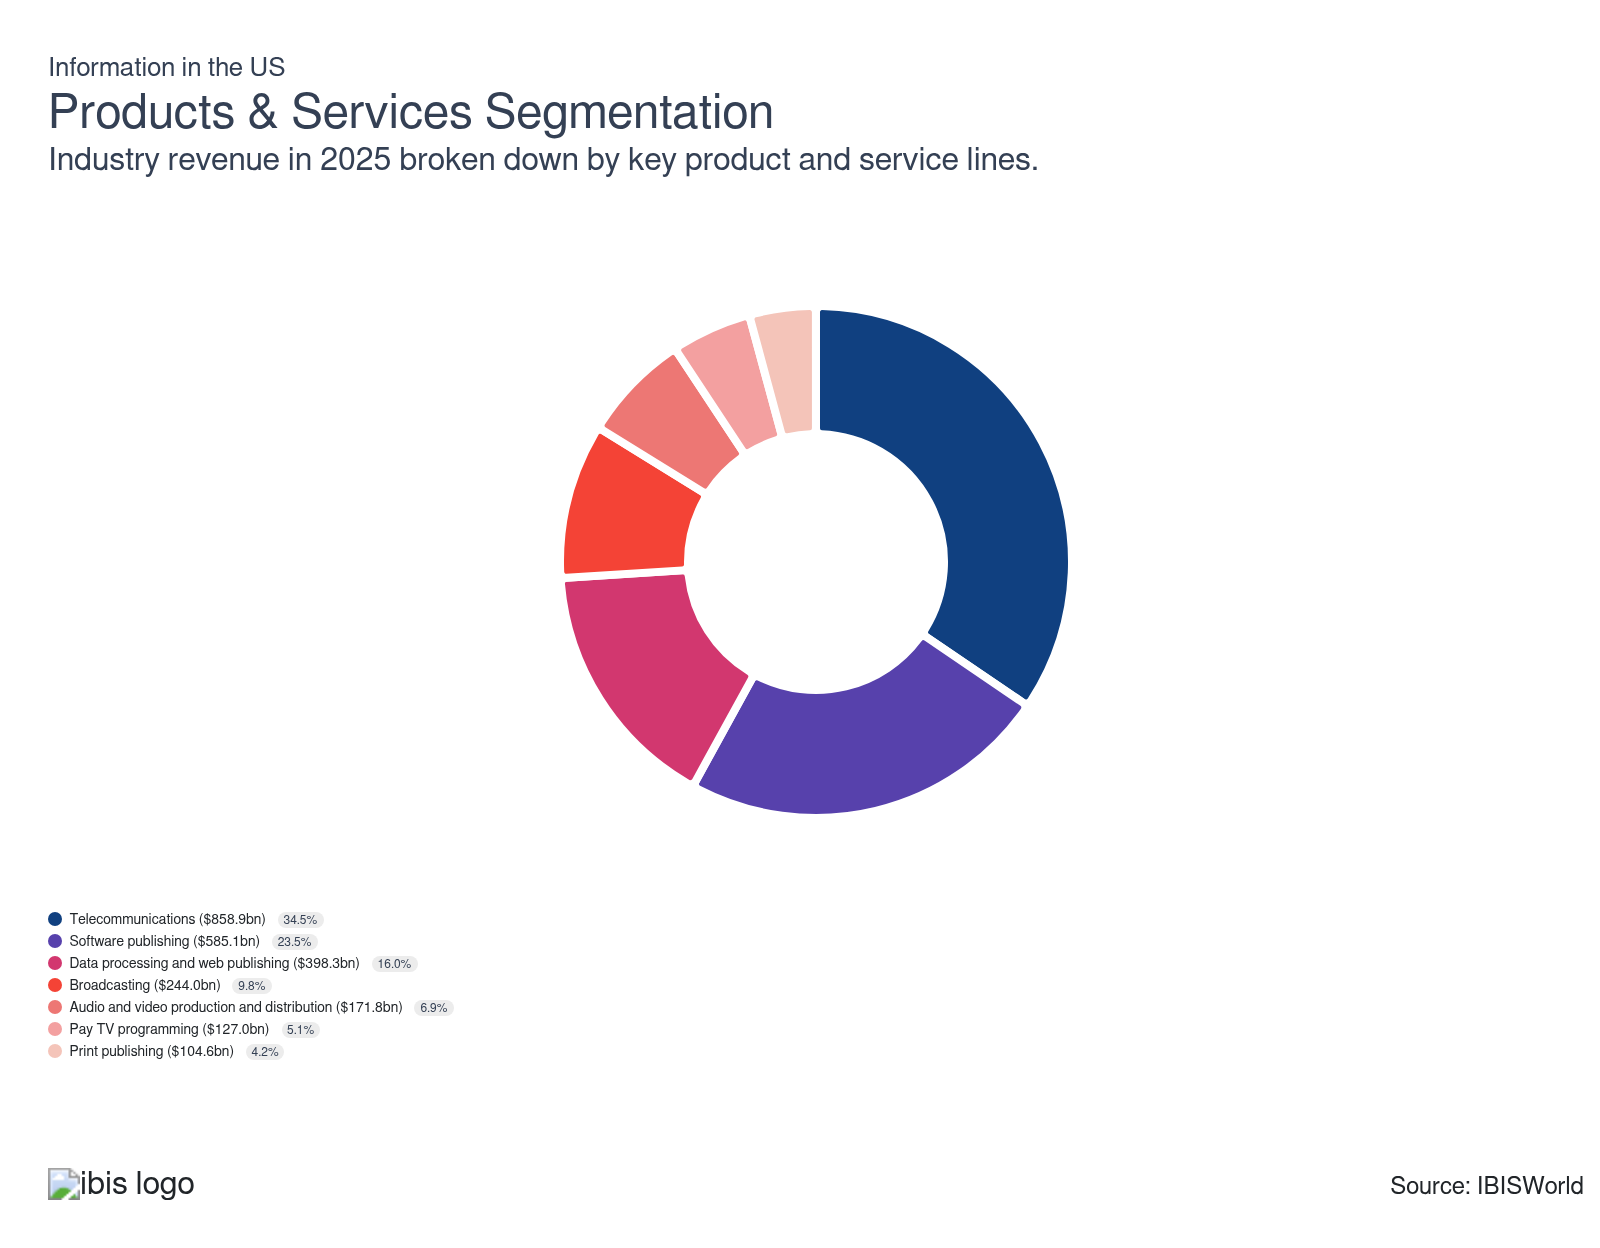 Information in the US
Products & Services Segmentation
Industry revenue in 2025 broken down by key product and service lines.
Telecommunications ($858.9bn) 34.5%
Software publishing ($585.1bn) 23.5%
Data processing and web publishing ($398.3bn) 16.0%
Broadcasting ($244.0bn) 9.8%
Audio and video production and distribution ($171.8bn) 6.9%
Pay TV programming ($127.0bn) 5.1%
Print publishing ($104.6bn) 4.2%
ibis logo
Source: IBISWorld